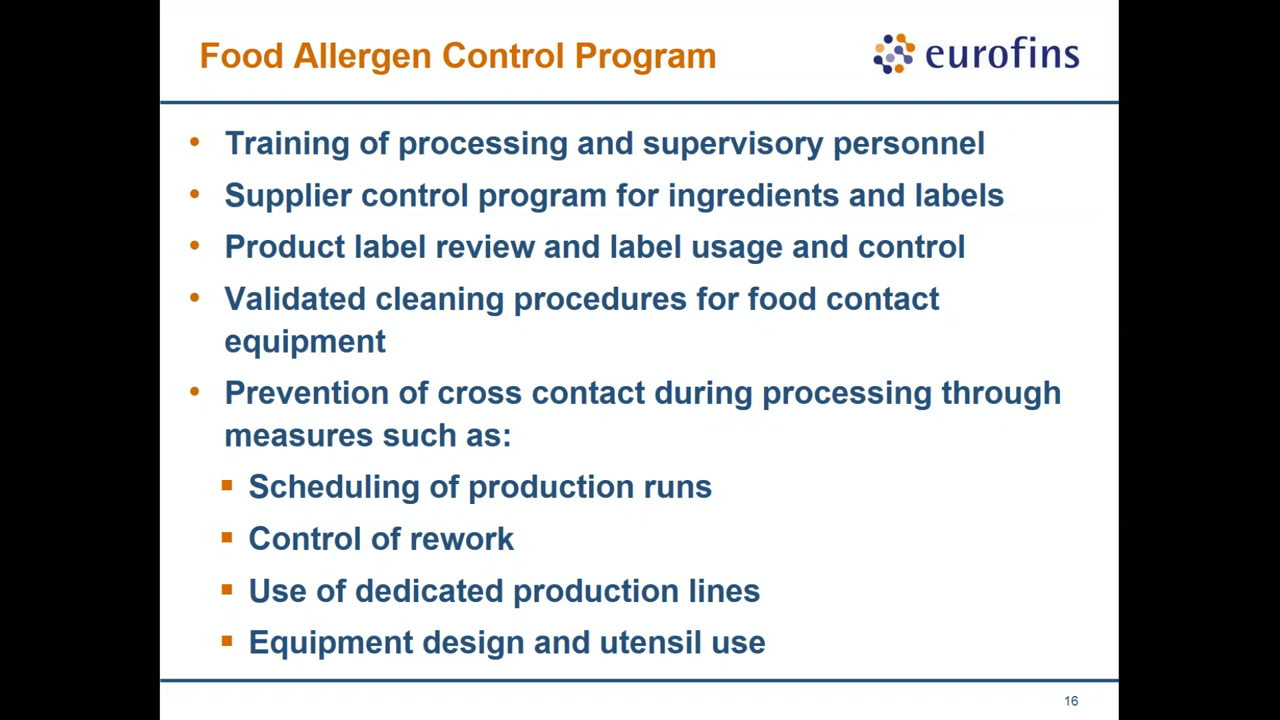 Food Allergen Control Program
eurofins
• Training of processing and supervisory personnel
• Supplier control program for ingredients and labels
• Product label review and label usage and control
• Validated cleaning procedures for food contact
equipment
• Prevention of cross contact during processing through
measures such as:
▪ Scheduling of production runs
▪ Control of rework
▪ Use of dedicated production lines
▪ Equipment design and utensil use
16